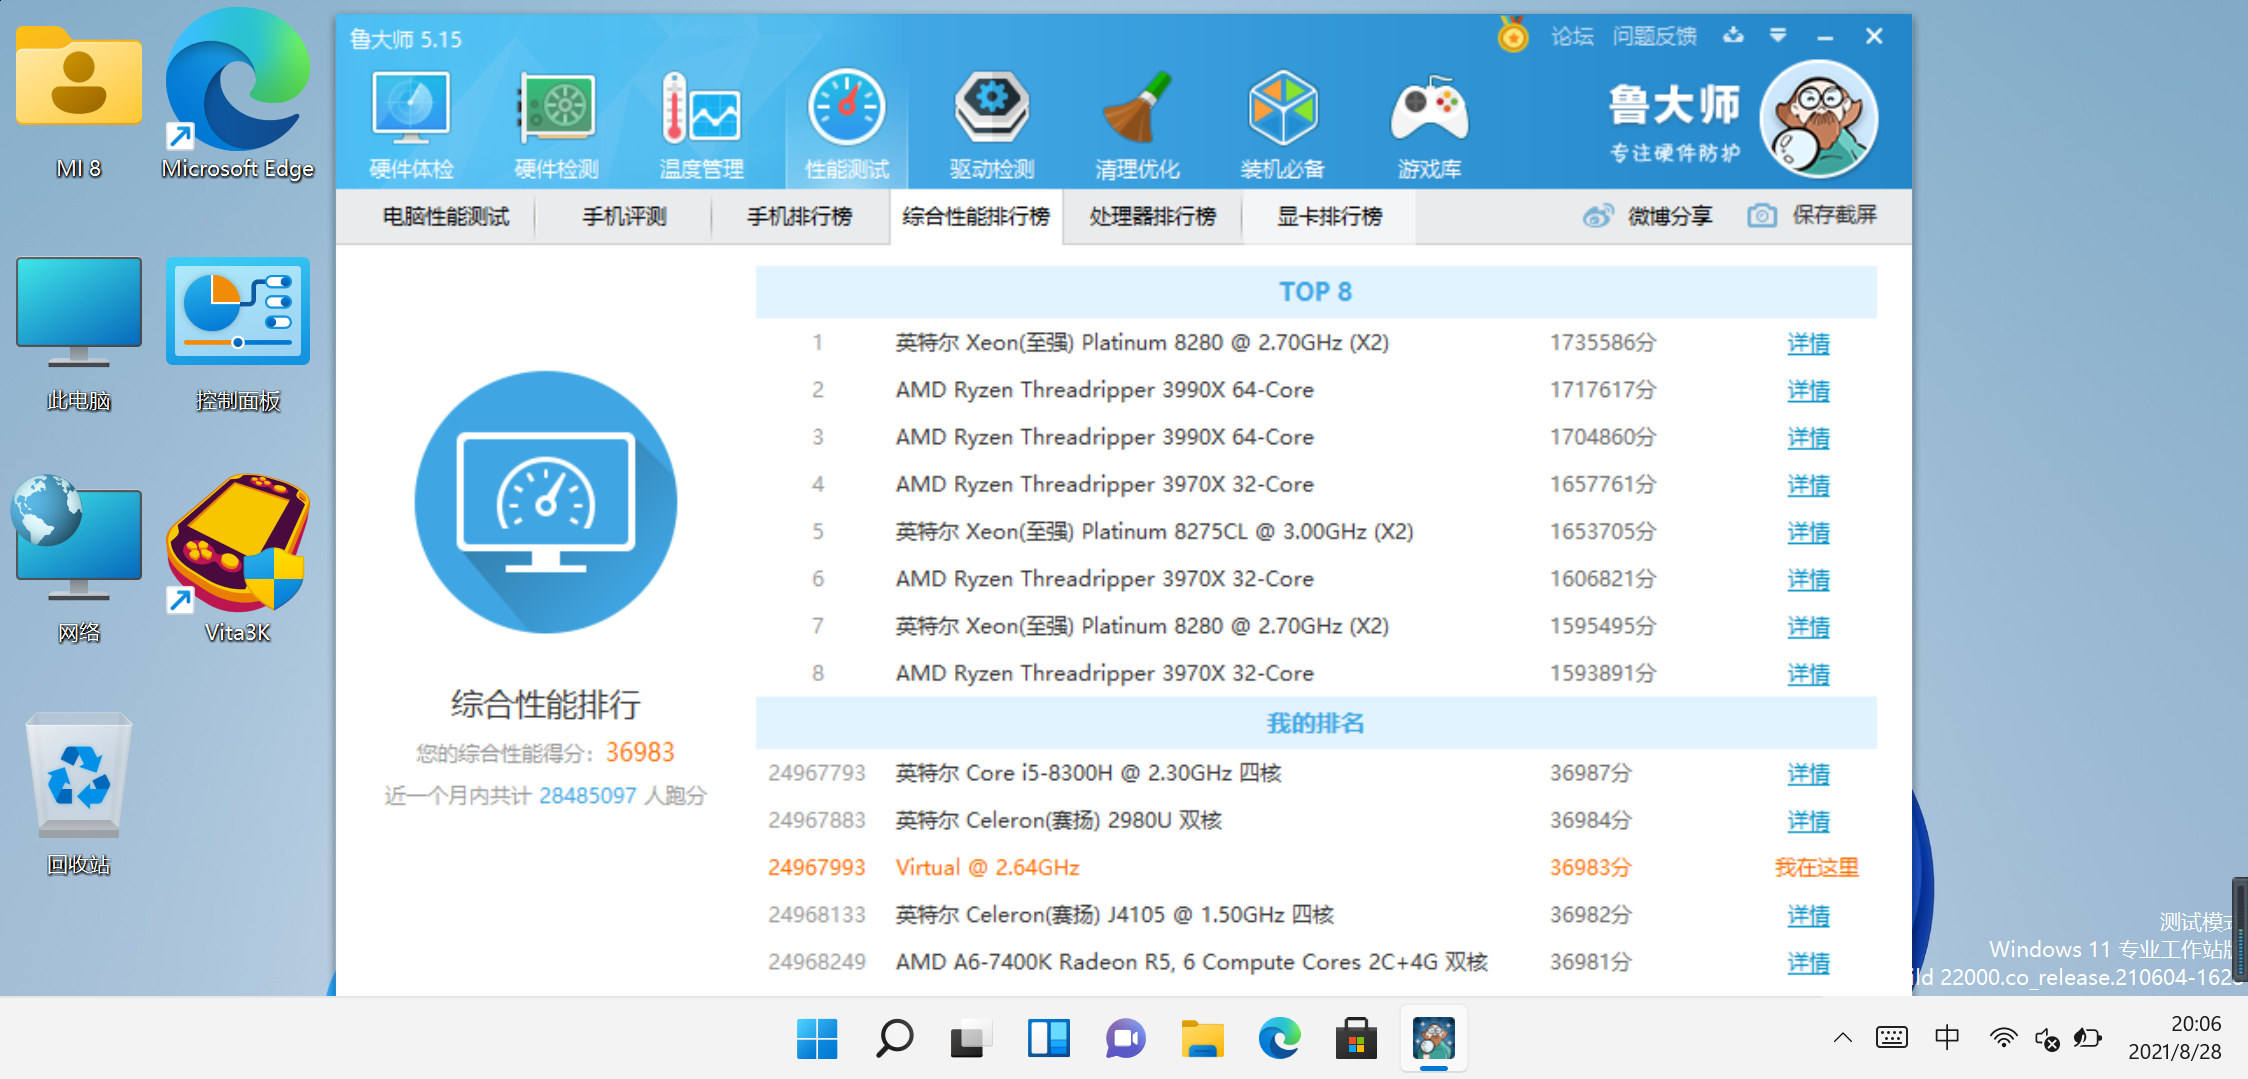 MI 8
Microsoft Edge
此电脑
控制面板
网络
Vita3K
回收站
鲁大师 5.15
论坛 问题反馈
硬件体检 硬件检测 温度管理 性能测试 驱动检测 清理优化 装机必备 游戏库
鲁大师
专注硬件防护
电脑性能测试 手机评测 手机排行榜 综合性能排行榜 处理器排行榜 显卡排行榜 微博分享 保存截屏
TOP 8
1 英特尔 Xeon(至强) Platinum 8280 @ 2.70GHz (X2) 1735586分 详情
2 AMD Ryzen Threadripper 3990X 64-Core 1717617分 详情
3 AMD Ryzen Threadripper 3990X 64-Core 1704860分 详情
4 AMD Ryzen Threadripper 3970X 32-Core 1657761分 详情
5 英特尔 Xeon(至强) Platinum 8275CL @ 3.00GHz (X2) 1653705分 详情
6 AMD Ryzen Threadripper 3970X 32-Core 1606821分 详情
7 英特尔 Xeon(至强) Platinum 8280 @ 2.70GHz (X2) 1595495分 详情
8 AMD Ryzen Threadripper 3970X 32-Core 1593891分 详情
综合性能排行
您的综合性能得分：36983
近一个月内共计 28485097 人跑分
我的排名
24967793 英特尔 Core i5-8300H @ 2.30GHz 四核 36987分 详情
24967883 英特尔 Celeron(赛扬) 2980U 双核 36984分 详情
24967993 Virtual @ 2.64GHz 36983分 我在这里
24968133 英特尔 Celeron(赛扬) J4105 @ 1.50GHz 四核 36982分 详情
24968249 AMD A6-7400K Radeon R5, 6 Compute Cores 2C+4G 双核 36981分 详情
测试模式
Windows 11 专业工作站版
ild 22000.co_release.210604-162
中
20:06
2021/8/28